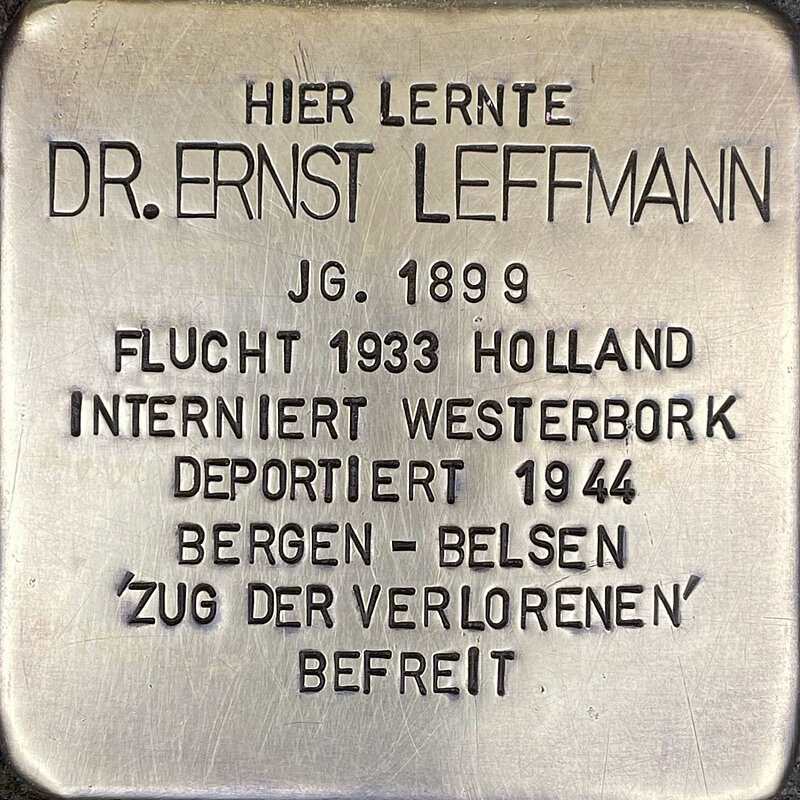 HIER LERNTE
DR. ERNST LEFFMANN
JG. 1899
FLUCHT 1933 HOLLAND
INTERNIERT WESTERBORK
DEPORTIERT 1944
BERGEN-BELSEN
'ZUG DER VERLORENEN'
BEFREIT